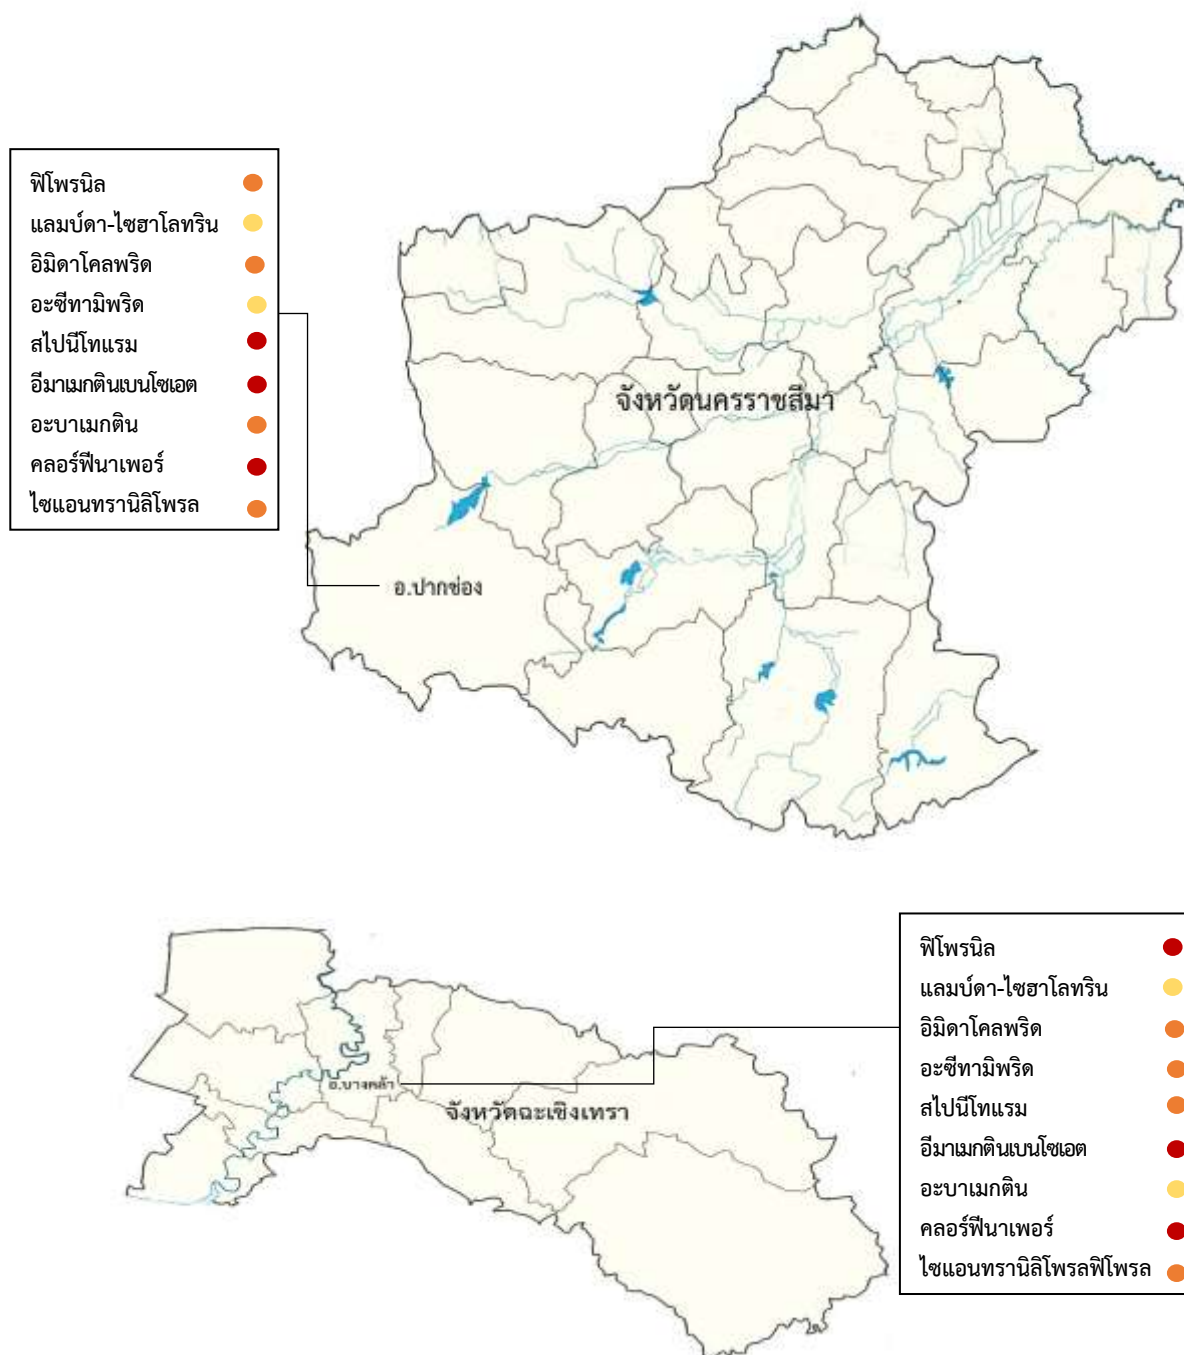 ฟิโพรนิล
แลมบ์ดา-ไซฮาโลทริน
อิมิดาโคลพริด
อะซีทามิพริด
สไปนีโทแรม
อีมาเมกตินเบนโซเอต
อะบาเมกติน
คลอร์ฟีนาเพอร์
ไซแอนทรานิลิโพรล
จังหวัดนครราชสีมา
อ.ปากช่อง
ฟิโพรนิล
แลมบ์ดา-ไซฮาโลทริน
อิมิดาโคลพริด
อะซีทามิพริด
สไปนีโทแรม
อีมาเมกตินเบนโซเอต
อะบาเมกติน
คลอร์ฟีนาเพอร์
ไซแอนทรานิลิโพรลฟิโพรล
อ.บางคล้า
จังหวัดฉะเชิงเทรา